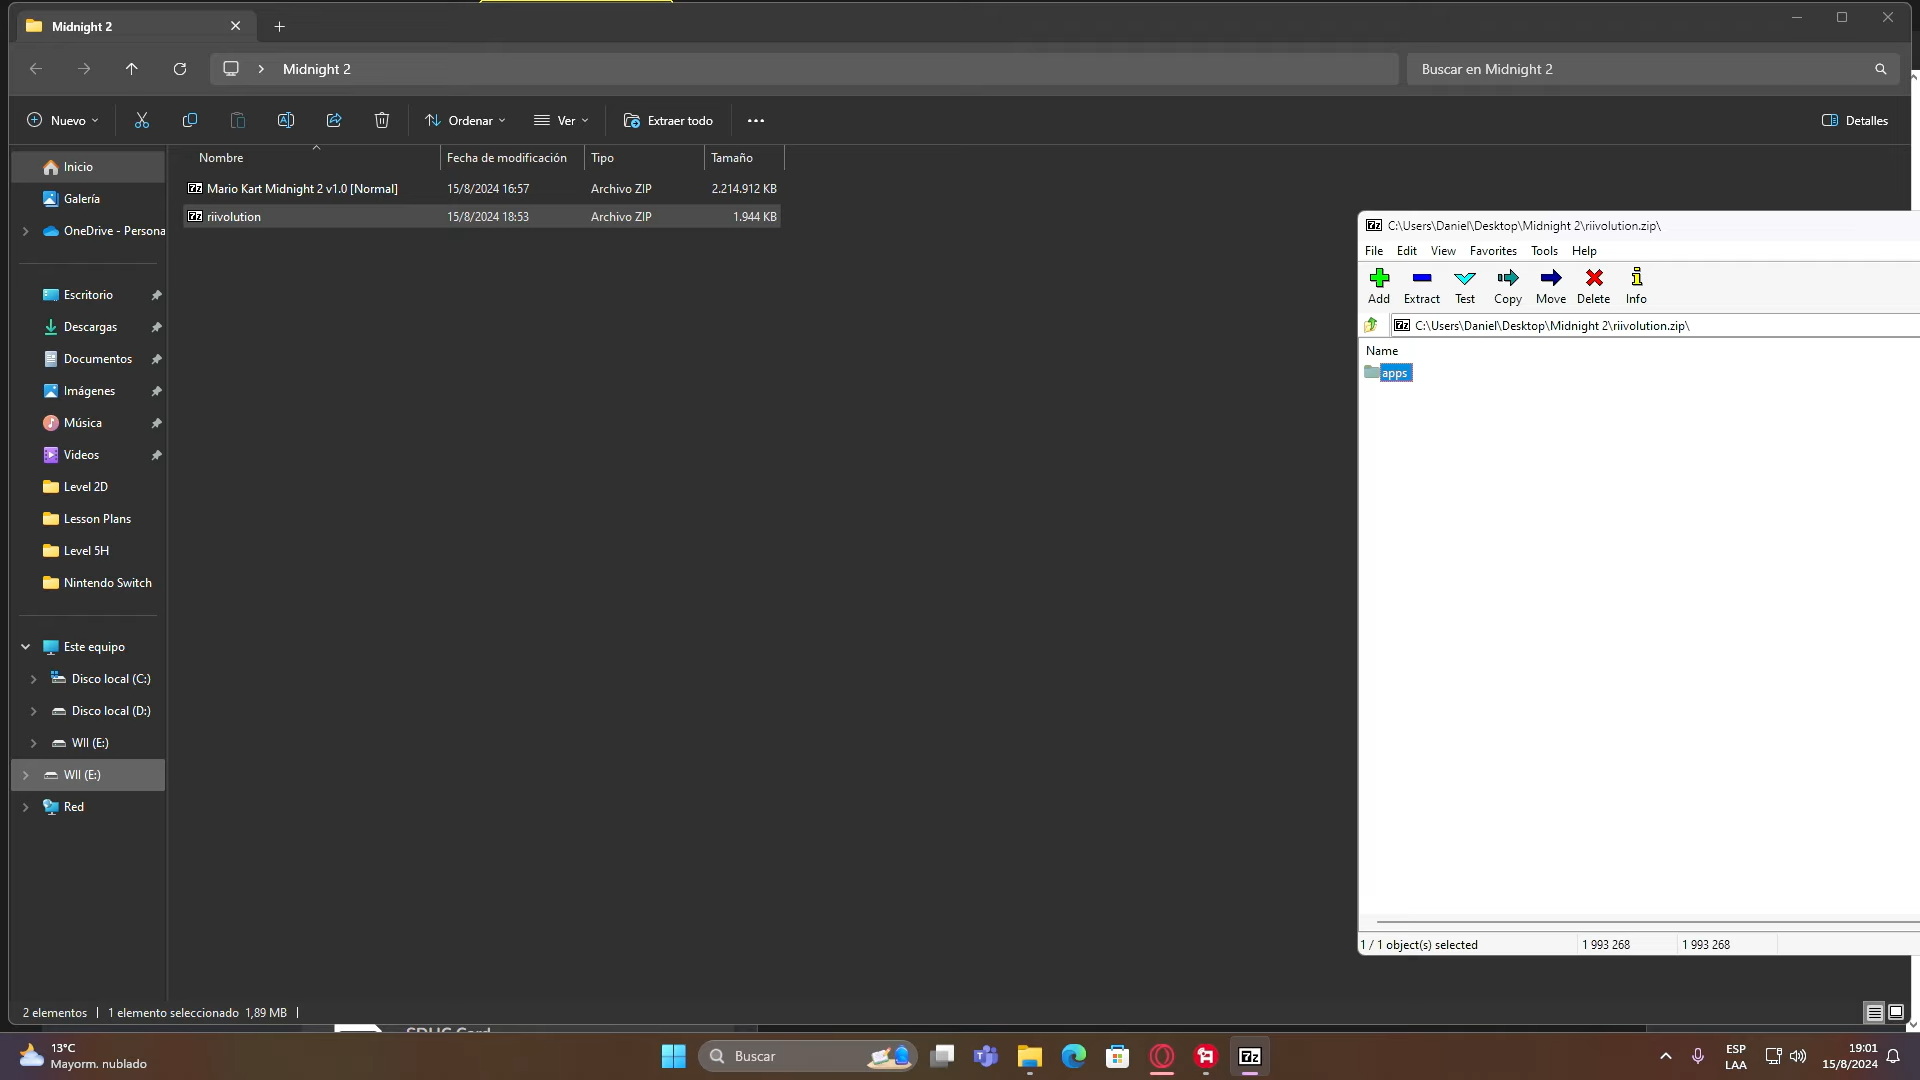 Midnight 2
Midnight 2
Buscar en Midnight 2
Nuevo
Ordenar
Ver
Extraer todo
Detalles
Inicio
Galería
OneDrive - Persona
Escritorio
Descargas
Documentos
Imágenes
Música
Videos
Level 2D
Lesson Plans
Level 5H
Nintendo Switch
Este equipo
Disco local (C:)
Disco local (D:)
WII (E:)
WII (E:)
Red
Nombre Fecha de modificación Tipo Tamaño
7z Mario Kart Midnight 2 v1.0 [Normal] 15/8/2024 16:57 Archivo ZIP 2.214.912 KB
7z riivolution 15/8/2024 18:53 Archivo ZIP 1.944 KB
7z C:\Users\Daniel\Desktop\Midnight 2\riivolution.zip\
File Edit View Favorites Tools Help
Add Extract Test Copy Move Delete Info
7z C:\Users\Daniel\Desktop\Midnight 2\riivolution.zip\
Name
apps
1 / 1 object(s) selected 1 993 268 1 993 268
2 elementos 1 elemento seleccionado 1,89 MB
13°C
Mayorm. nublado
Buscar
7z
ESP
LAA
19:01
15/8/2024